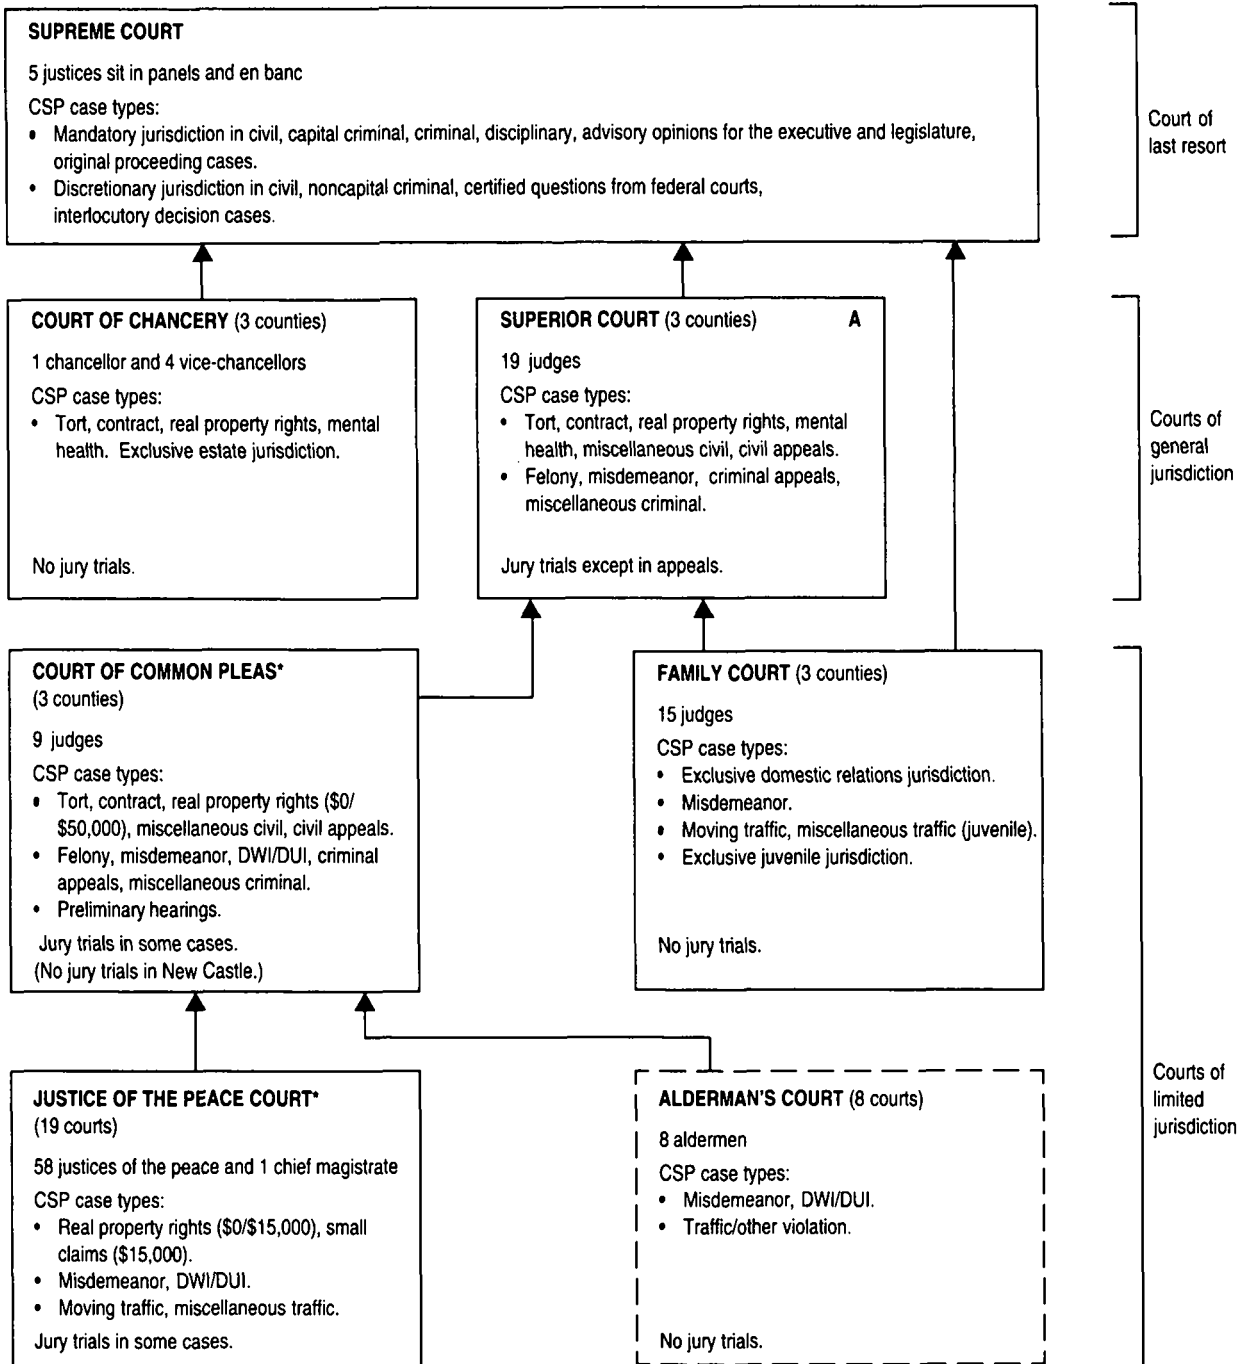 SUPREME COURT
5 justices sit in panels and en banc
CSP case types:
• Mandatory jurisdiction in civil, capital criminal, criminal, disciplinary, advisory opinions for the executive and legislature,
original proceeding cases.
• Discretionary jurisdiction in civil, noncapital criminal, certified questions from federal courts,
interlocutory decision cases.
Court of
last resort
COURT OF CHANCERY (3 counties)
1 chancellor and 4 vice-chancellors
CSP case types:
• Tort, contract, real property rights, mental
health. Exclusive estate jurisdiction.
No jury trials.
SUPERIOR COURT (3 counties) A
19 judges
CSP case types:
• Tort, contract, real property rights, mental
health, miscellaneous civil, civil appeals.
• Felony, misdemeanor, criminal appeals,
miscellaneous criminal.
Jury trials except in appeals.
Courts of
general
jurisdiction
COURT OF COMMON PLEAS*
(3 counties)
9 judges
CSP case types:
• Tort, contract, real property rights ($0/
$50,000), miscellaneous civil, civil appeals.
• Felony, misdemeanor, DWI/DUI, criminal
appeals, miscellaneous criminal.
• Preliminary hearings.
Jury trials in some cases.
(No jury trials in New Castle.)
FAMILY COURT (3 counties)
15 judges
CSP case types:
• Exclusive domestic relations jurisdiction.
• Misdemeanor.
• Moving traffic, miscellaneous traffic (juvenile).
• Exclusive juvenile jurisdiction.
No jury trials.
JUSTICE OF THE PEACE COURT*
(19 courts)
58 justices of the peace and 1 chief magistrate
CSP case types:
• Real property rights ($0/$15,000), small
claims ($15,000).
• Misdemeanor, DWI/DUI.
• Moving traffic, miscellaneous traffic.
Jury trials in some cases.
ALDERMAN'S COURT (8 courts)
8 aldermen
CSP case types:
• Misdemeanor, DWI/DUI.
• Traffic/other violation.
No jury trials.
Courts of
limited
jurisdiction